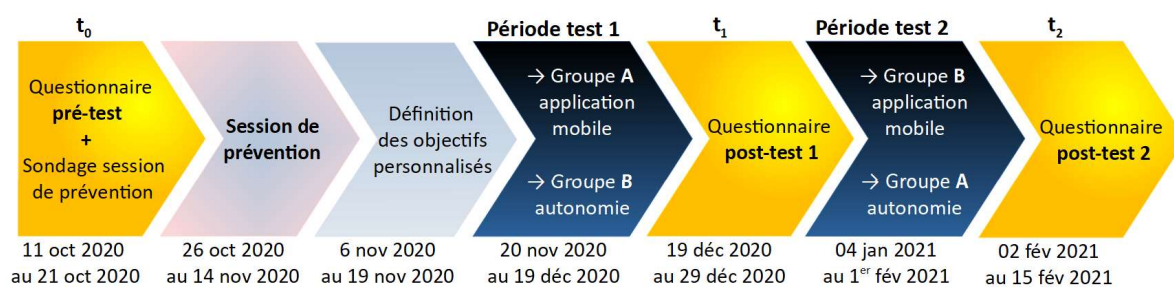 t0
Questionnaire
pré-test
+
Sondage session
de prévention
11 oct 2020
au 21 oct 2020
Session de
prévention
26 oct 2020
au 14 nov 2020
Définition
des objectifs
personnalisés
6 nov 2020
au 19 nov 2020
Période test 1
→ Groupe A
application
mobile
→ Groupe B
autonomie
20 nov 2020
au 19 déc 2020
t1
Questionnaire
post-test 1
19 déc 2020
au 29 déc 2020
Période test 2
→ Groupe B
application
mobile
→ Groupe A
autonomie
04 jan 2021
au 1er fév 2021
t2
Questionnaire
post-test 2
02 fév 2021
au 15 fév 2021